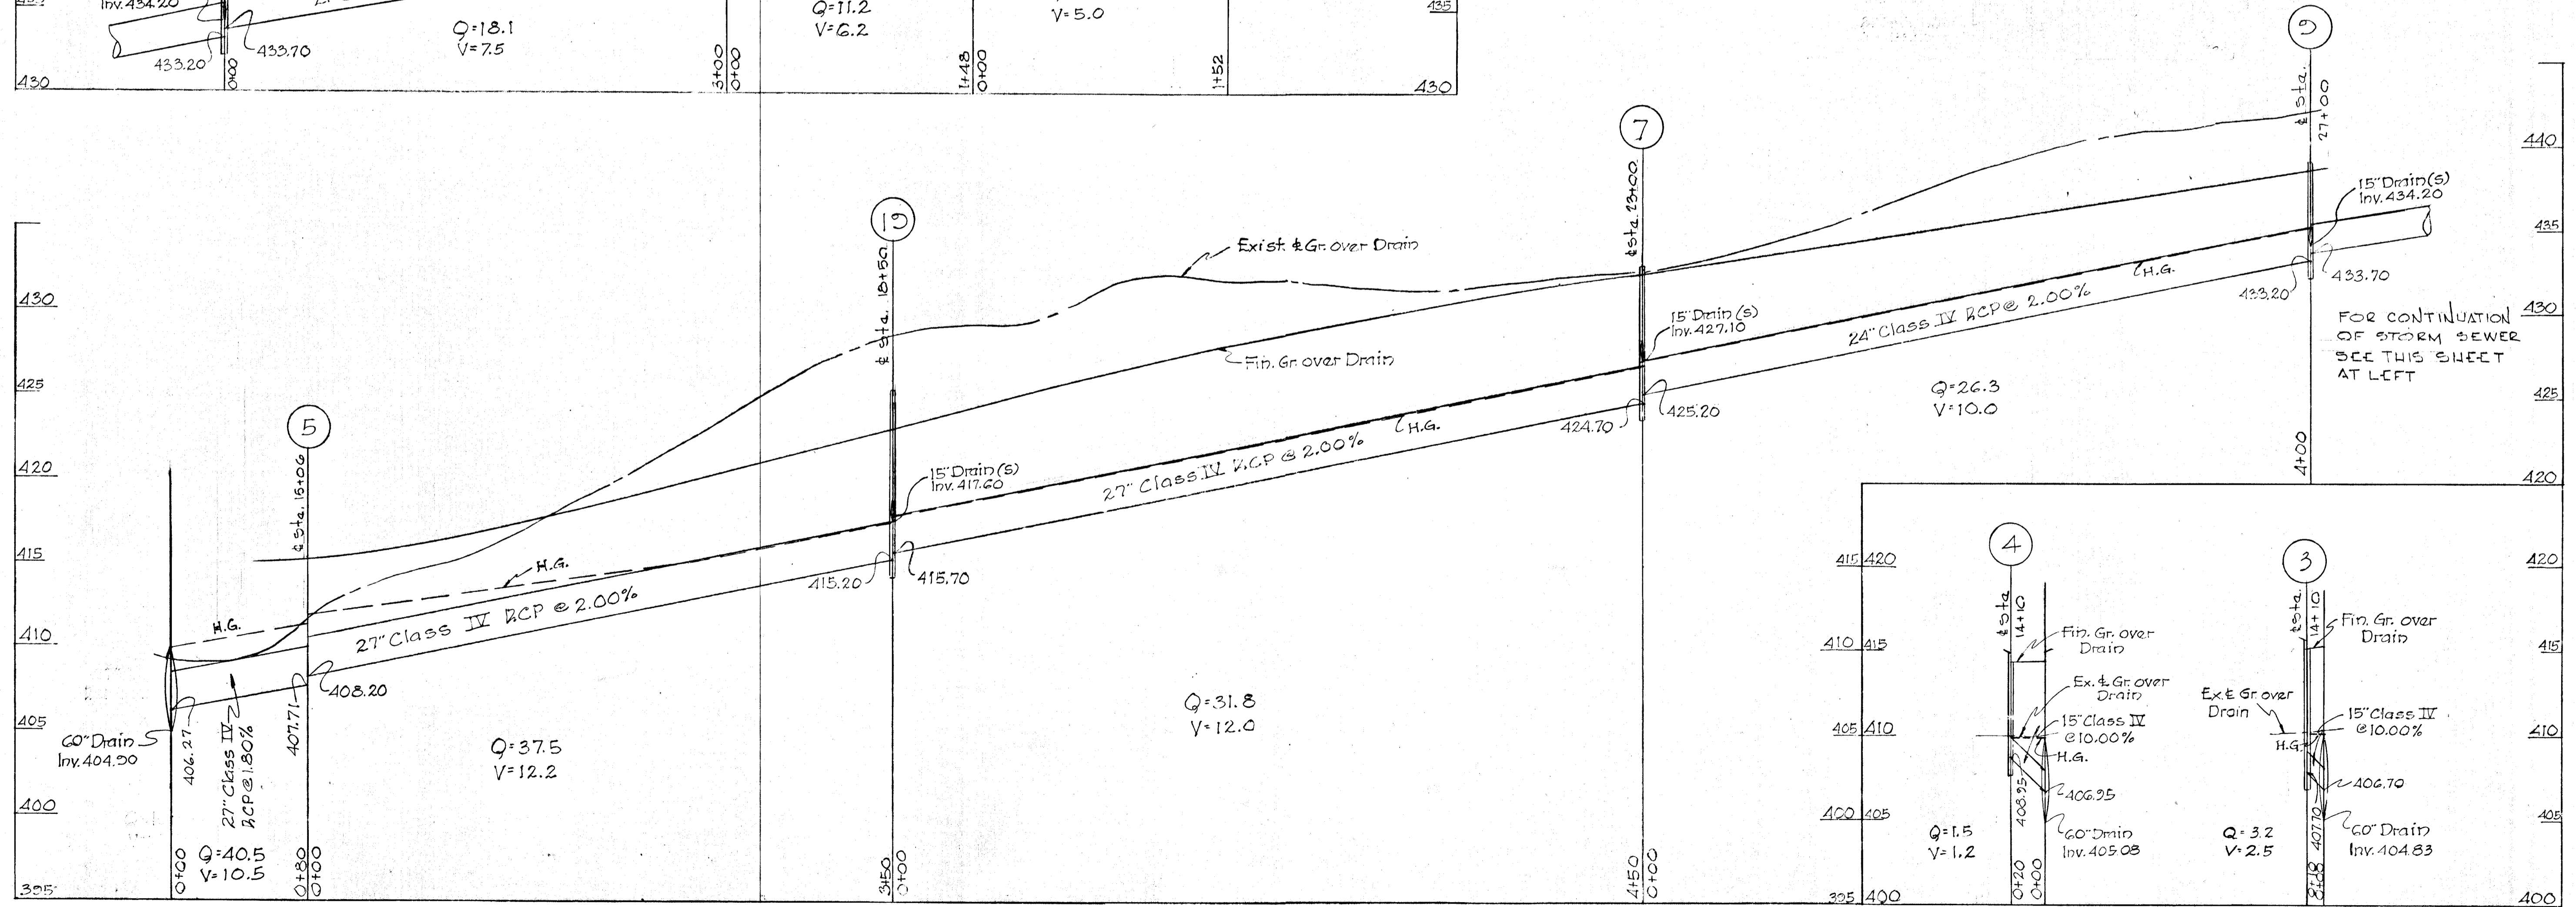 Inv. 434.20
433.20
433.70
Q=18.1
V=7.5
Q=11.2
V=6.2
V=5.0
435
430
0+00
3+00
0+00
1+48
0+00
1+52
430
9
℄ sta.
27+00
440
435
430
425
420
15" Drain (S)
Inv. 434.20
433.70
433.20
H.G.
FOR CONTINUATION
OF STORM SEWER
SEE THIS SHEET
AT LEFT
24" Class IV RCP @ 2.00%
Q=26.3
V=10.0
4+00
7
℄ sta. 23+00
15" Drain (S)
Inv. 427.10
425.20
424.70
H.G.
Exist. ℄ Gr. over Drain
Fin. Gr. over Drain
27" Class IV RCP @ 2.00%
Q=31.8
V=12.0
4+50
0+00
19
℄ sta. 18+50
15" Drain (S)
Inv. 417.60
415.20
415.70
3+50
0+00
5
℄ sta. 15+06
H.G.
27" Class IV RCP @ 2.00%
408.20
407.71
Q=37.5
V=12.2
H.G.
60" Drain
Inv. 404.90
406.27
27" Class IV
RCP @ 1.80%
Q=40.5
V=10.5
0+00
0+80
0+00
430
425
420
415
410
405
400
395
415 420
410 415
405 410
400 405
395 400
4
℄ sta
14+10
Fin. Gr. over
Drain
Ex. ℄ Gr. over
Drain
15" Class IV
@ 10.00%
H.G.
408.95
406.95
60" Drain
Inv. 405.08
Q=1.5
V=1.2
0+20
0+00
3
℄ sta.
14+10
Fin. Gr. over
Drain
Ex. ℄ Gr. over
Drain
15" Class IV
@ 10.00%
H.G.
407.70
406.70
60" Drain
Inv. 404.83
Q=3.2
V=2.5
420
415
410
405
400